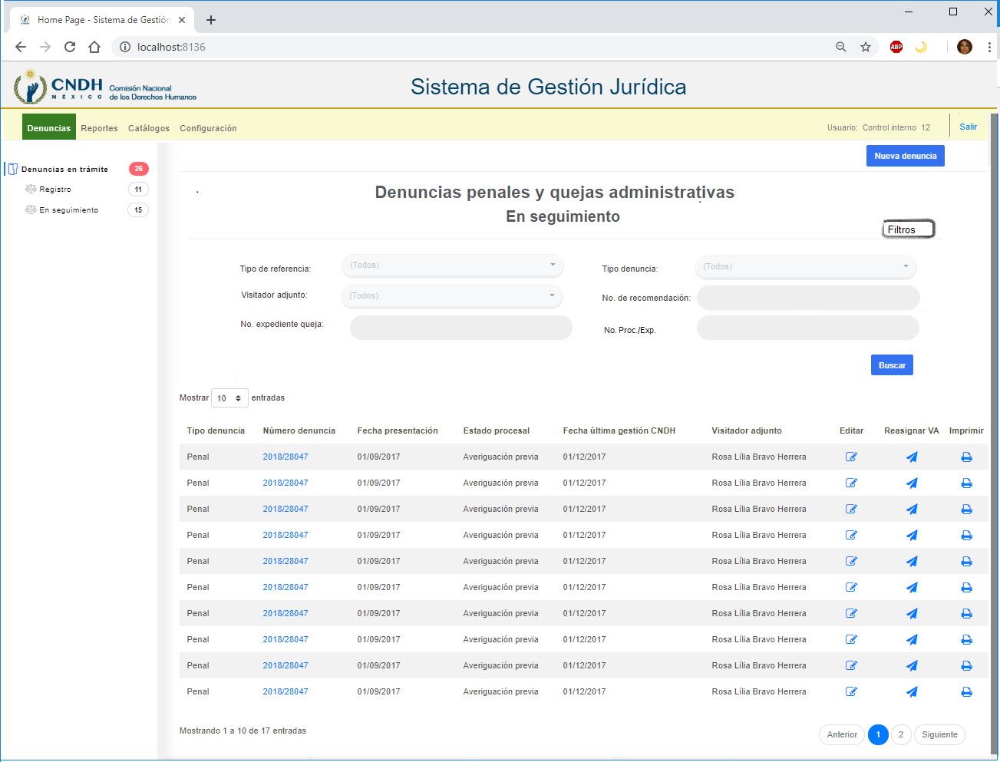 Home Page - Sistema de Gestión
localhost:8136
ABP
CNDH
MÉXICO
Comisión Nacional
de los Derechos Humanos
Sistema de Gestión Jurídica
Denuncias Reportes Catálogos Configuración
Usuario: Control interno 12
Salir
Nueva denuncia
Denuncias en trámite 26
Registro 11
En seguimiento 15
Denuncias penales y quejas administrativas
En seguimiento
Filtros
Tipo de referencia: (Todos) Tipo denuncia: (Todos)
Visitador adjunto: (Todos) No. de recomendación:
No. expediente queja: No. Proc./Exp.
Buscar
Mostrar 10 entradas
Tipo denuncia Número denuncia Fecha presentación Estado procesal Fecha última gestión CNDH Visitador adjunto Editar Reasignar VA Imprimir
Penal 2018/28047 01/09/2017 Averiguación previa 01/12/2017 Rosa Lília Bravo Herrera
Penal 2018/28047 01/09/2017 Averiguación previa 01/12/2017 Rosa Lília Bravo Herrera
Penal 2018/28047 01/09/2017 Averiguación previa 01/12/2017 Rosa Lília Bravo Herrera
Penal 2018/28047 01/09/2017 Averiguación previa 01/12/2017 Rosa Lília Bravo Herrera
Penal 2018/28047 01/09/2017 Averiguación previa 01/12/2017 Rosa Lília Bravo Herrera
Penal 2018/28047 01/09/2017 Averiguación previa 01/12/2017 Rosa Lília Bravo Herrera
Penal 2018/28047 01/09/2017 Averiguación previa 01/12/2017 Rosa Lília Bravo Herrera
Penal 2018/28047 01/09/2017 Averiguación previa 01/12/2017 Rosa Lília Bravo Herrera
Penal 2018/28047 01/09/2017 Averiguación previa 01/12/2017 Rosa Lília Bravo Herrera
Penal 2018/28047 01/09/2017 Averiguación previa 01/12/2017 Rosa Lília Bravo Herrera
Mostrando 1 a 10 de 17 entradas
Anterior 1 2 Siguiente